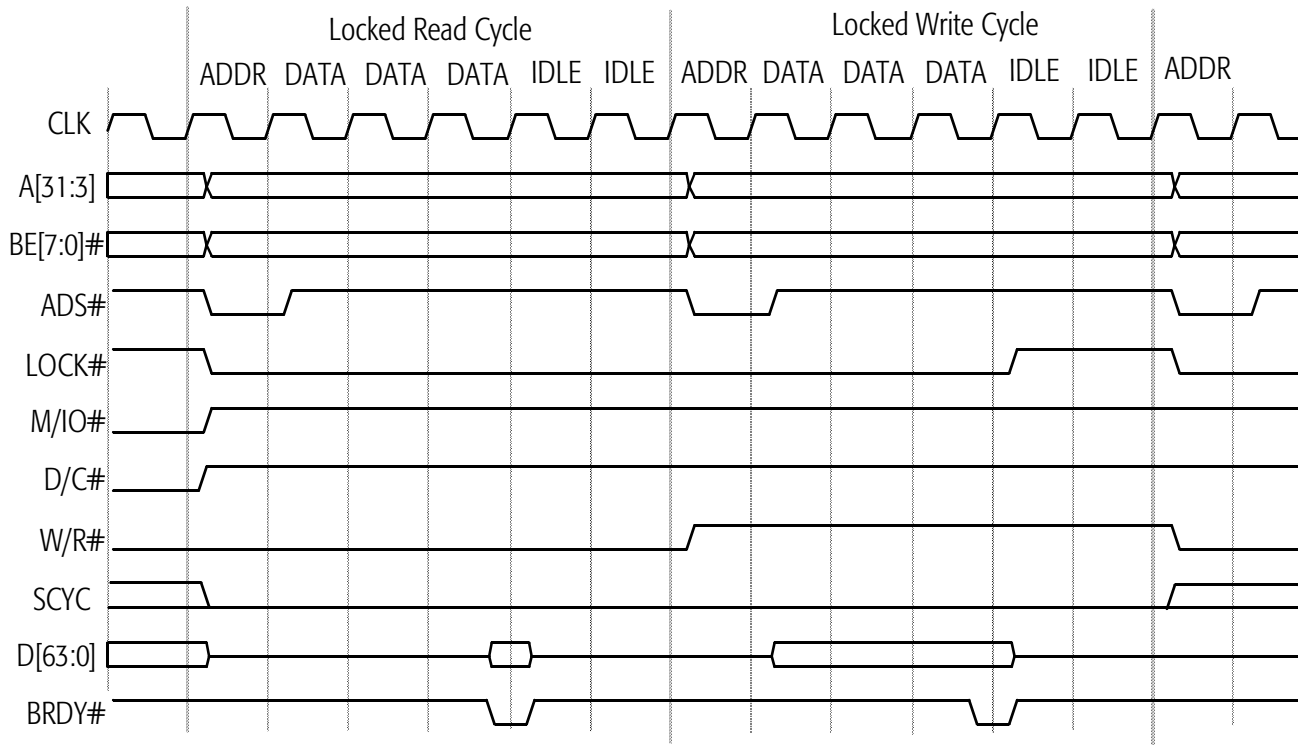 Locked Read Cycle Locked Write Cycle
ADDR DATA DATA DATA IDLE IDLE ADDR DATA DATA DATA IDLE IDLE ADDR
CLK
A[31:3]
BE[7:0]#
ADS#
LOCK#
M/IO#
D/C#
W/R#
SCYC
D[63:0]
BRDY#